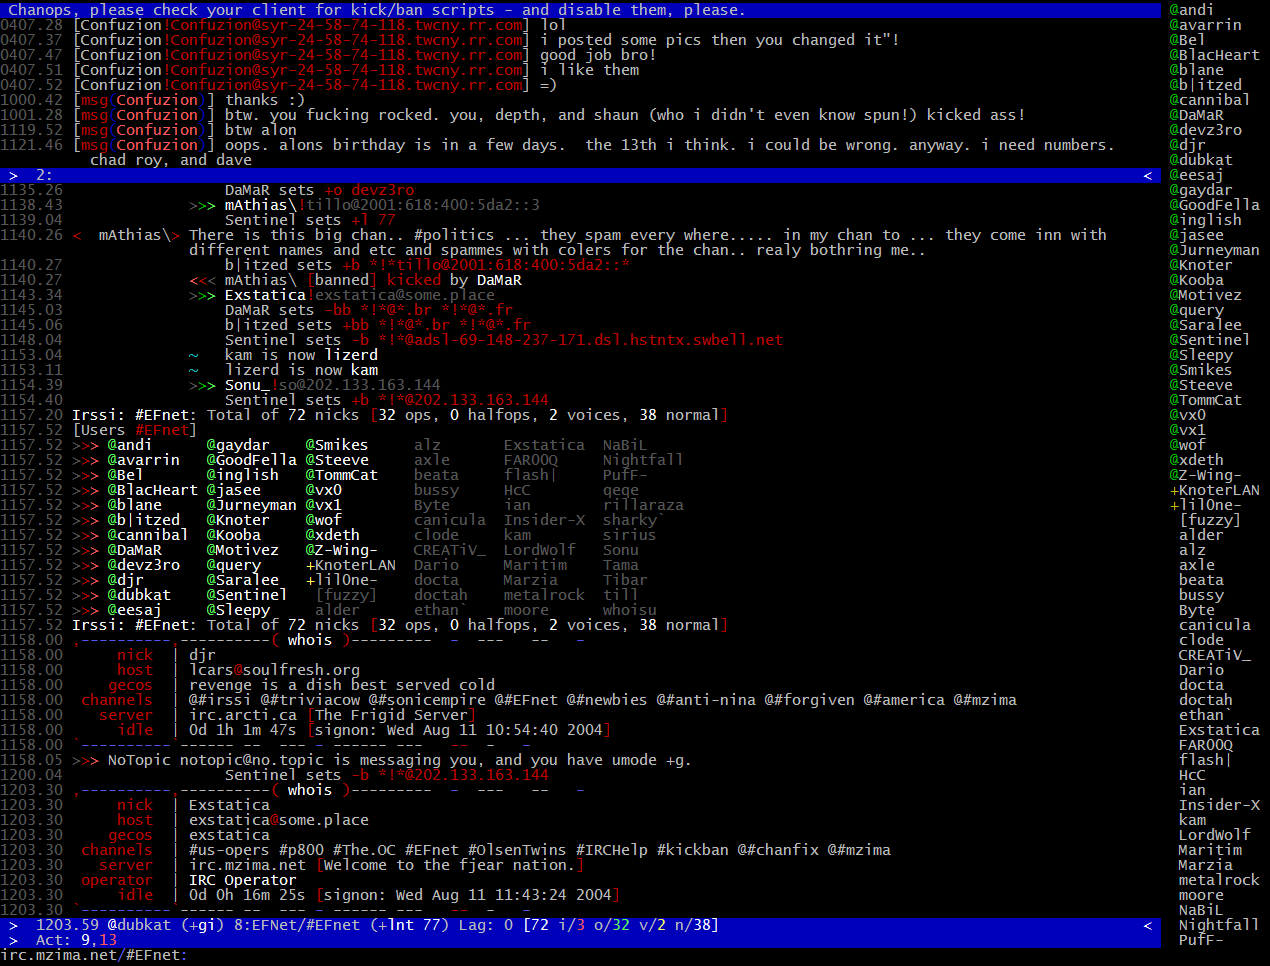 Chanops, please check your client for kick/ban scripts - and disable them, please.
0407.28 [Confuzion!Confuzion@syr-24-58-74-118.twcny.rr.com] lol
0407.37 [Confuzion!Confuzion@syr-24-58-74-118.twcny.rr.com] i posted some pics then you changed it"!
0407.47 [Confuzion!Confuzion@syr-24-58-74-118.twcny.rr.com] good job bro!
0407.51 [Confuzion!Confuzion@syr-24-58-74-118.twcny.rr.com] i like them
0407.52 [Confuzion!Confuzion@syr-24-58-74-118.twcny.rr.com] =)
1000.42 [msg(Confuzion)] thanks :)
1001.28 [msg(Confuzion)] btw. you fucking rocked. you, depth, and shaun (who i didn't even know spun!) kicked ass!
1119.52 [msg(Confuzion)] btw alon
1121.46 [msg(Confuzion)] oops. alons birthday is in a few days.  the 13th i think. i could be wrong. anyway. i need numbers.
chad roy, and dave
> 2: <
1135.26 DaMaR sets +o devz3ro
1138.43 >>> mAthias\!tillo@2001:618:400:5da2::3
1139.04 Sentinel sets +l 77
1140.26 <  mAthias\> There is this big chan.. #politics ... they spam every where..... in my chan to ... they come inn with
different names and etc and spammes with colers for the chan.. realy bothring me..
1140.27 b|itzed sets +b *!*tillo@2001:618:400:5da2::*
1140.27 <<< mAthias\ [banned] kicked by DaMaR
1143.34 >>> Exstatica!exstatica@some.place
1145.03 DaMaR sets -bb *!*@*.br *!*@*.fr
1145.06 b|itzed sets +bb *!*@*.br *!*@*.fr
1148.04 Sentinel sets -b *!*@adsl-69-148-237-171.dsl.hstntx.swbell.net
1153.04 ~ kam is now lizerd
1153.11 ~ lizerd is now kam
1154.39 >>> Sonu_!so@202.133.163.144
1154.40 Sentinel sets +b *!*@202.133.163.144
1157.20 Irssi: #EFnet: Total of 72 nicks [32 ops, 0 halfops, 2 voices, 38 normal]
1157.52 [Users #EFnet]
1157.52 >>> @andi @gaydar @Smikes alz Exstatica NaBiL
1157.52 >>> @avarrin @GoodFella @Steeve axle FAROOQ Nightfall
1157.52 >>> @Bel @inglish @TommCat beata flash| PufF-
1157.52 >>> @BlacHeart @jasee @vx0 bussy HcC qeqe
1157.52 >>> @blane @Jurneyman @vx1 Byte ian rillaraza
1157.52 >>> @b|itzed @Knoter @wof canicula Insider-X sharky`
1157.52 >>> @cannibal @Kooba @xdeth clode kam sirius
1157.52 >>> @DaMaR @Motivez @Z-Wing- CREATiV_ LordWolf Sonu
1157.52 >>> @devz3ro @query +KnoterLAN Dario Maritim Tama
1157.52 >>> @djr @Saralee +lilOne- docta Marzia Tibar
1157.52 >>> @dubkat @Sentinel [fuzzy] doctah metalrock till
1157.52 >>> @eesaj @Sleepy alder ethan` moore whoisu
1157.52 Irssi: #EFnet: Total of 72 nicks [32 ops, 0 halfops, 2 voices, 38 normal]
1158.00 ,----------,----------( whois )---------  -  ---   --   -
1158.00 nick | djr
1158.00 host | lcars@soulfresh.org
1158.00 gecos | revenge is a dish best served cold
1158.00 channels | @#irssi @#triviacow @#sonicempire @#EFnet @#newbies @#anti-nina @#forgiven @#america @#mzima
1158.00 server | irc.arcti.ca [The Frigid Server]
1158.00 idle | 0d 1h 1m 47s [signon: Wed Aug 11 10:54:40 2004]
1158.00 `----------`------ --  --- - ------ ---   --  -   -
1158.05 >>> NoTopic notopic@no.topic is messaging you, and you have umode +g.
1200.04 Sentinel sets -b *!*@202.133.163.144
1203.30 ,----------,----------( whois )---------  -  ---   --   -
1203.30 nick | Exstatica
1203.30 host | exstatica@some.place
1203.30 gecos | exstatica
1203.30 channels | #us-opers #p800 #The.OC #EFnet #OlsenTwins #IRCHelp #kickban @#chanfix @#mzima
1203.30 server | irc.mzima.net [Welcome to the fjear nation.]
1203.30 operator | IRC Operator
1203.30 idle | 0d 0h 16m 25s [signon: Wed Aug 11 11:43:24 2004]
1203.30 `----------`------ --  --- - ------ ---   --  -   -
> 1203.59 @dubkat (+gi) 8:EFNet/#EFnet (+lnt 77) Lag: 0 [72 i/3 o/32 v/2 n/38] <
> Act: 9,13
irc.mzima.net/#EFnet:
@andi
@avarrin
@Bel
@BlacHeart
@blane
@b|itzed
@cannibal
@DaMaR
@devz3ro
@djr
@dubkat
@eesaj
@gaydar
@GoodFella
@inglish
@jasee
@Jurneyman
@Knoter
@Kooba
@Motivez
@query
@Saralee
@Sentinel
@Sleepy
@Smikes
@Steeve
@TommCat
@vx0
@vx1
@wof
@xdeth
@Z-Wing-
+KnoterLAN
+lilOne-
[fuzzy]
alder
alz
axle
beata
bussy
Byte
canicula
clode
CREATiV_
Dario
docta
doctah
ethan`
Exstatica
FAROOQ
flash|
HcC
ian
Insider-X
kam
LordWolf
Maritim
Marzia
metalrock
moore
NaBiL
Nightfall
PufF-